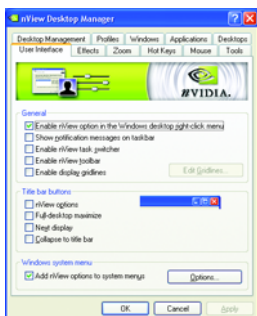 nView Desktop Manager
Desktop Management Profiles Windows Applications Desktops
User Interface Effects Zoom Hot Keys Mouse Tools
NVIDIA.
General
Enable nView option in the Windows desktop right-click menu
Show notification messages on taskbar
Enable nView task switcher
Enable nView toolbar
Enable display gridlines
Edit Gridlines...
Title bar buttons
nView options
Full-desktop maximize
Next display
Collapse to title bar
Windows system menu
Add nView options to system menus
Options...
OK Cancel Apply